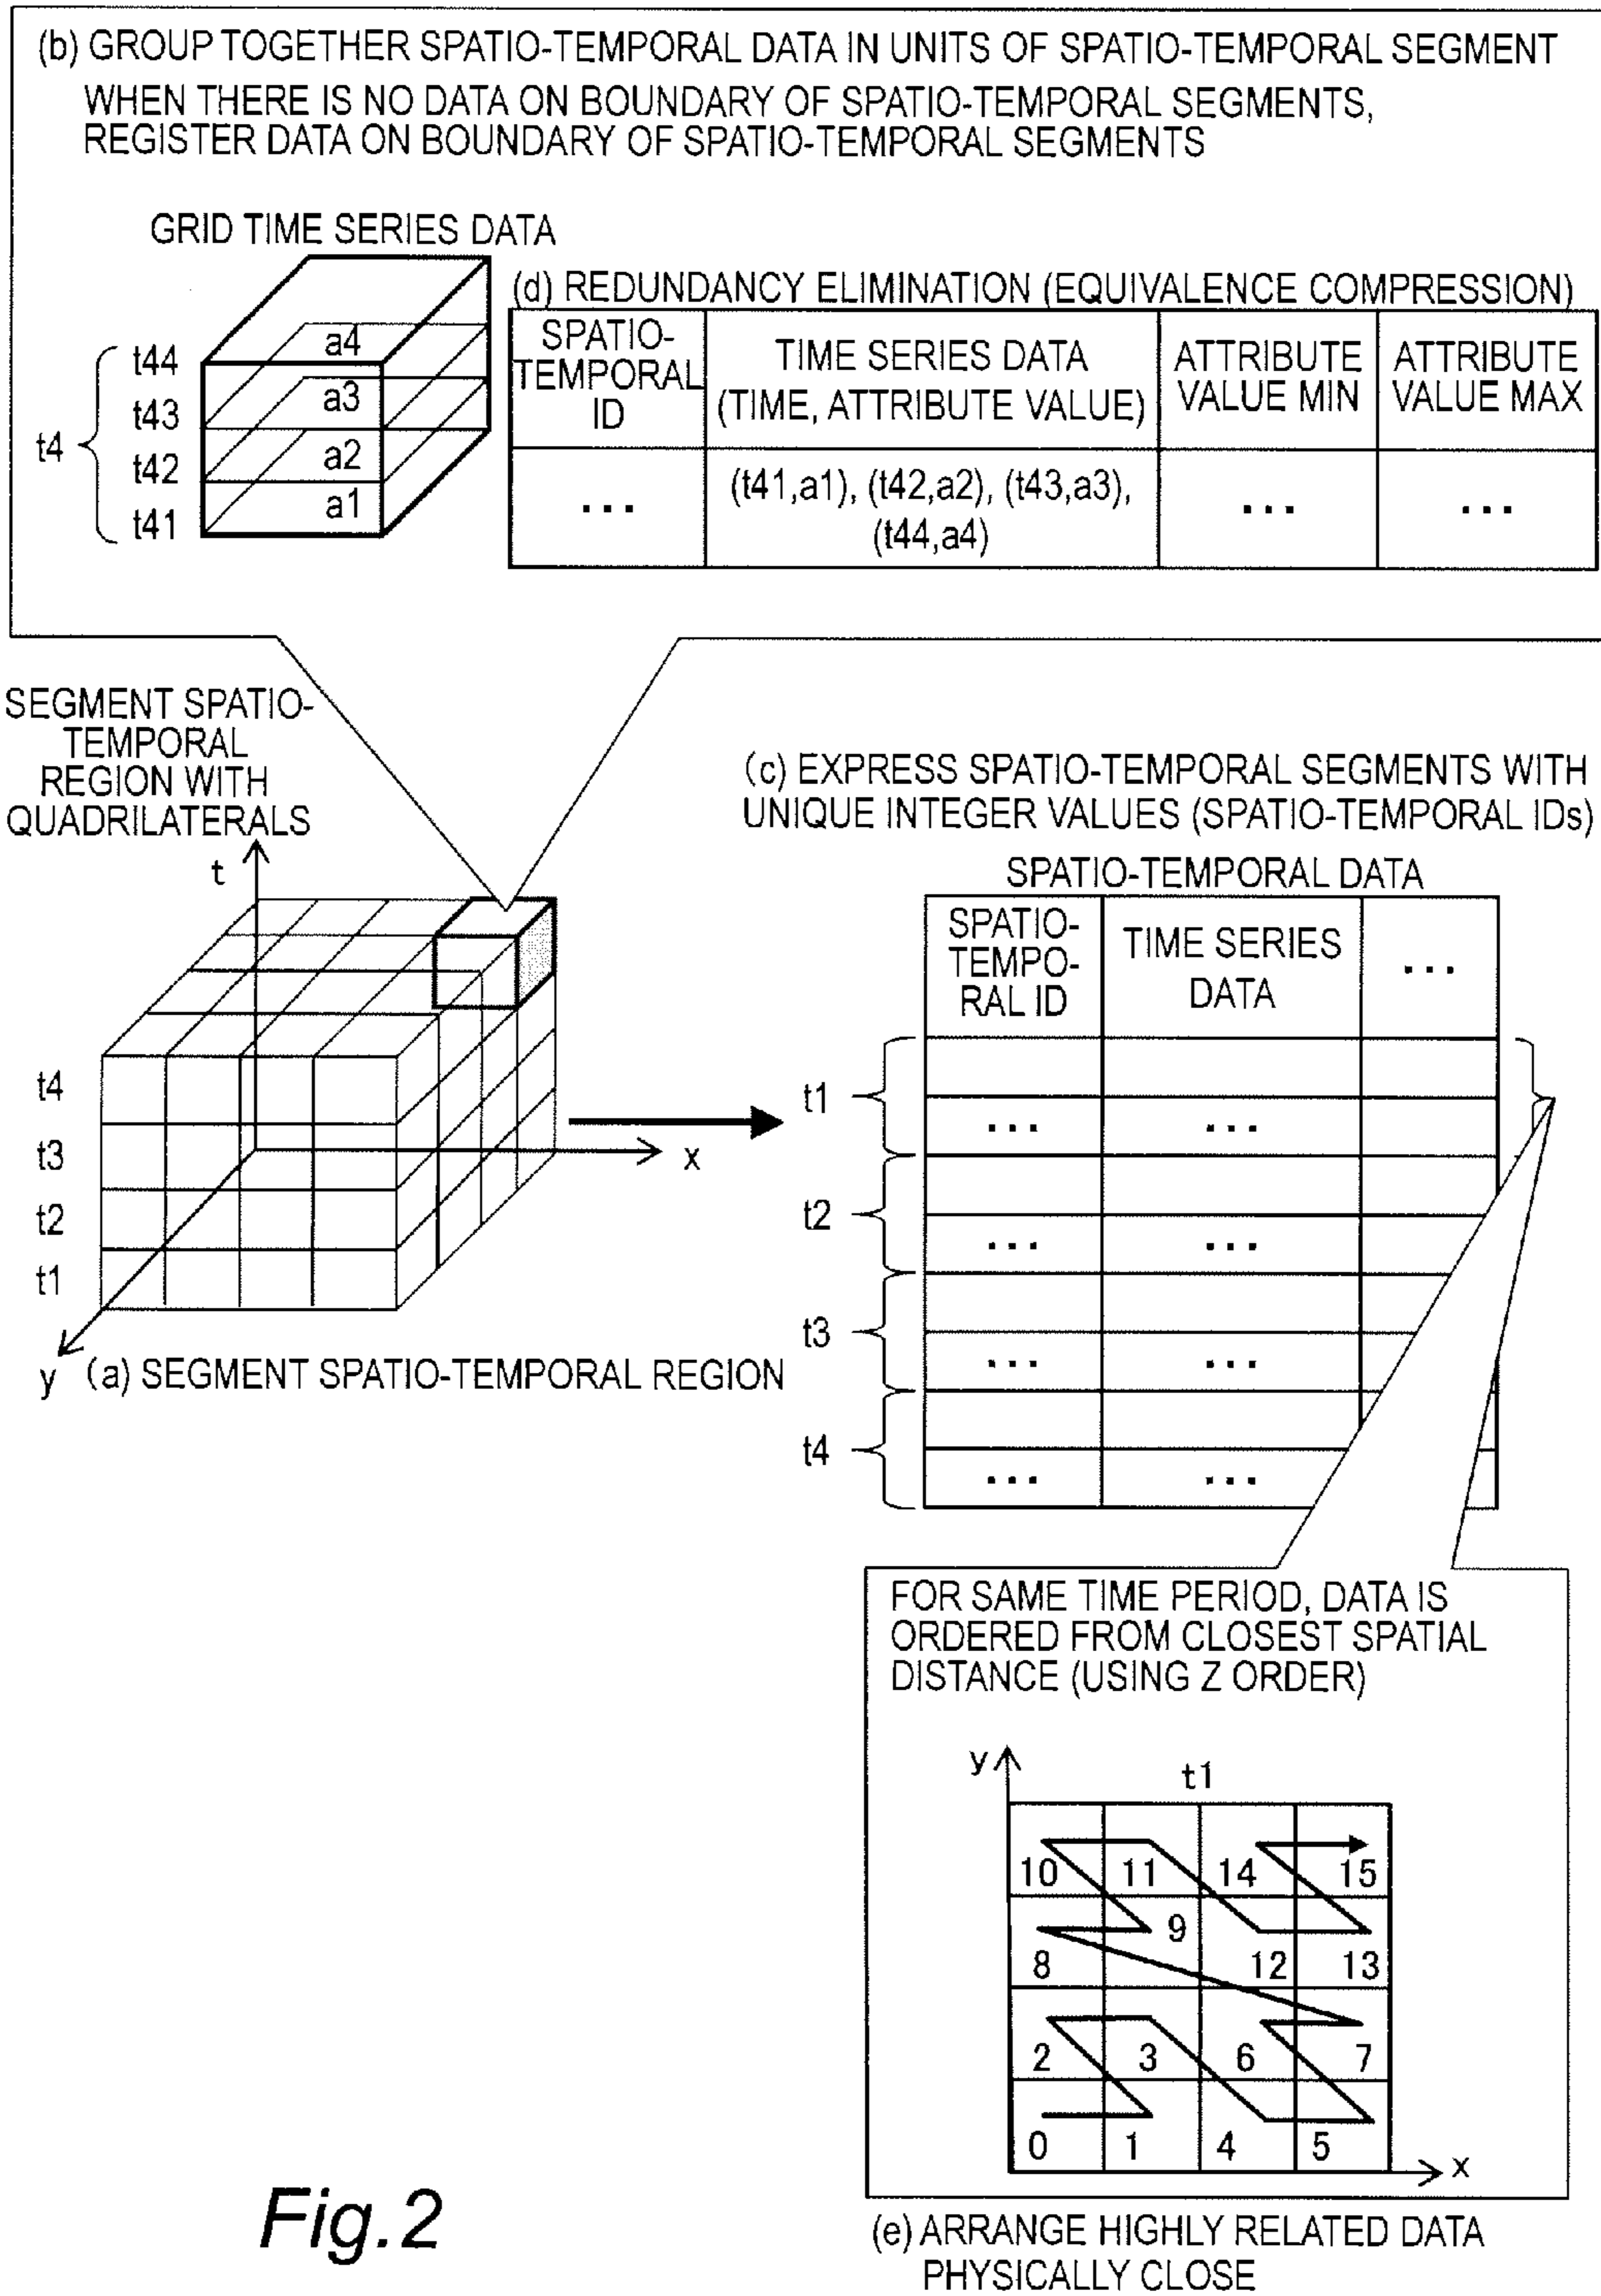 (b) GROUP TOGETHER SPATIO-TEMPORAL DATA IN UNITS OF SPATIO-TEMPORAL SEGMENT
WHEN THERE IS NO DATA ON BOUNDARY OF SPATIO-TEMPORAL SEGMENTS,
REGISTER DATA ON BOUNDARY OF SPATIO-TEMPORAL SEGMENTS
GRID TIME SERIES DATA
t4
t44
t43
t42
t41
a4
a3
a2
a1
(d) REDUNDANCY ELIMINATION (EQUIVALENCE COMPRESSION)
SPATIO-
TEMPORAL
ID
TIME SERIES DATA
(TIME, ATTRIBUTE VALUE)
ATTRIBUTE
VALUE MIN
ATTRIBUTE
VALUE MAX
...
(t41,a1), (t42,a2), (t43,a3),
(t44,a4)
...
...
SEGMENT SPATIO-
TEMPORAL
REGION WITH
QUADRILATERALS
t
x
y
t4
t3
t2
t1
(a) SEGMENT SPATIO-TEMPORAL REGION
(c) EXPRESS SPATIO-TEMPORAL SEGMENTS WITH
UNIQUE INTEGER VALUES (SPATIO-TEMPORAL IDs)
SPATIO-TEMPORAL DATA
SPATIO-
TEMPO-
RAL ID
TIME SERIES
DATA
...
t1
... ...
t2
... ...
t3
... ...
t4
... ...
FOR SAME TIME PERIOD, DATA IS
ORDERED FROM CLOSEST SPATIAL
DISTANCE (USING Z ORDER)
y
t1
10 11 14 15
8 9 12 13
2 3 6 7
0 1 4 5
x
(e) ARRANGE HIGHLY RELATED DATA
PHYSICALLY CLOSE
Fig.2